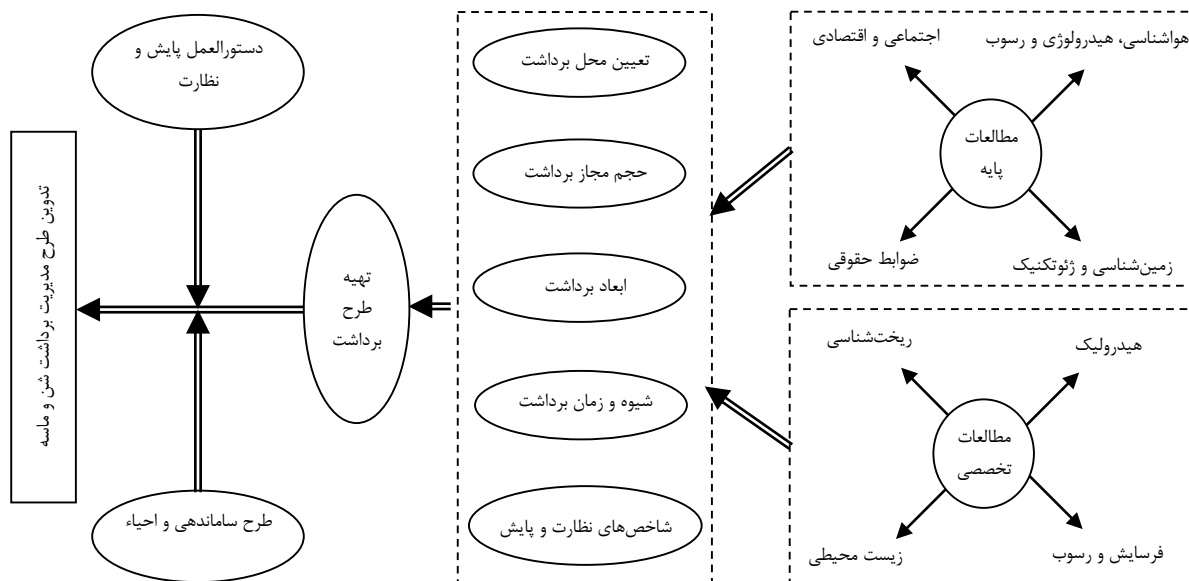 هواشناسی، هیدرولوژی و رسوب
اجتماعی و اقتصادی
مطالعات
پایه
زمین‌شناسی و ژئوتکنیک
ضوابط حقوقی
هیدرولیک
ریخت‌شناسی
مطالعات
تخصصی
فرسایش و رسوب
زیست محیطی
تعیین محل برداشت
حجم مجاز برداشت
ابعاد برداشت
شیوه و زمان برداشت
شاخص‌های نظارت و پایش
تهیه
طرح
برداشت
دستورالعمل پایش و
نظارت
طرح ساماندهی و احیاء
تدوین طرح مدیریت برداشت شن و ماسه